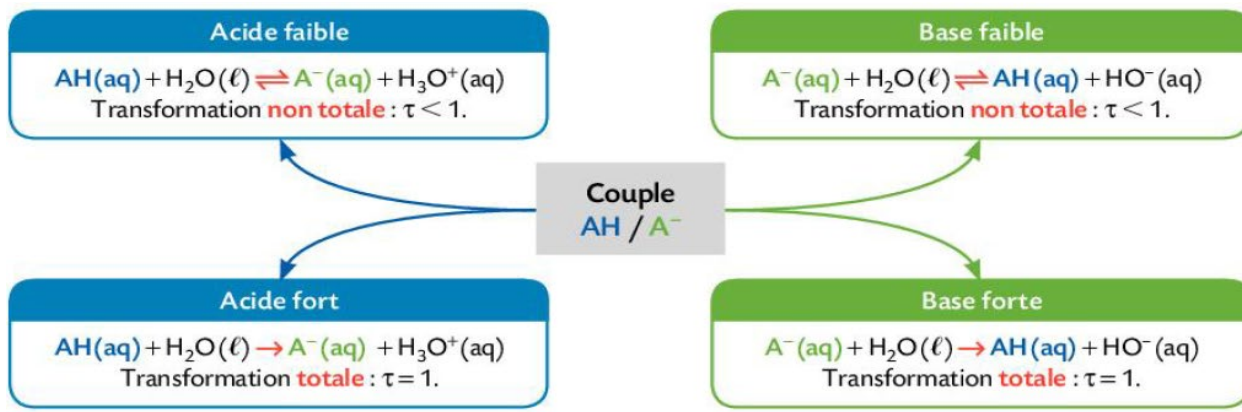 Acide faible
AH(aq) + H₂O(ℓ) ⇌ A⁻(aq) + H₃O⁺(aq)
Transformation non totale : τ < 1.
Base faible
A⁻(aq) + H₂O(ℓ) ⇌ AH(aq) + HO⁻(aq)
Transformation non totale : τ < 1.
Couple
AH / A⁻
Acide fort
AH(aq) + H₂O(ℓ) → A⁻(aq) + H₃O⁺(aq)
Transformation totale : τ = 1.
Base forte
A⁻(aq) + H₂O(ℓ) → AH(aq) + HO⁻(aq)
Transformation totale : τ = 1.